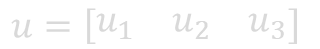 u = [u₁ u₂ u₃]